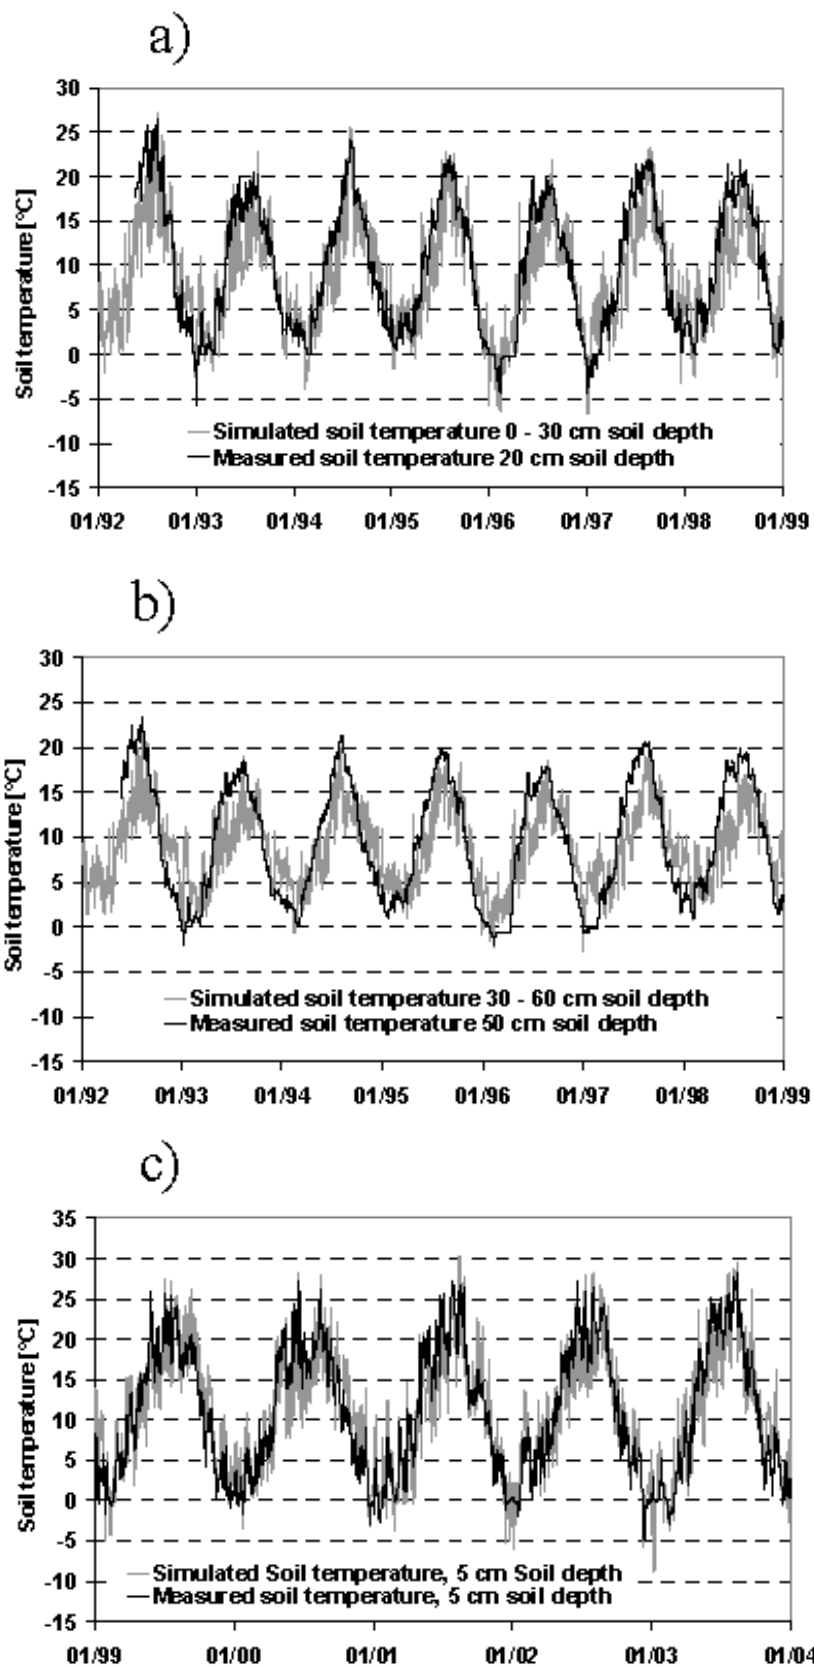 a)
30
25
20
15
10
5
0
-5
-10
-15
Soil temperature [°C]
Simulated soil temperature 0 - 30 cm soil depth
Measured soil temperature 20 cm soil depth
01/92 01/93 01/94 01/95 01/96 01/97 01/98 01/99
b)
30
25
20
15
10
5
0
-5
-10
-15
Soil temperature [°C]
Simulated soil temperature 30 - 60 cm soil depth
Measured soil temperature 50 cm soil depth
01/92 01/93 01/94 01/95 01/96 01/97 01/98 01/99
c)
35
30
25
20
15
10
5
0
-5
-10
-15
Soil temperature [°C]
Simulated Soil temperature, 5 cm Soil depth
Measured soil temperature, 5 cm soil depth
01/99 01/00 01/01 01/02 01/03 01/04